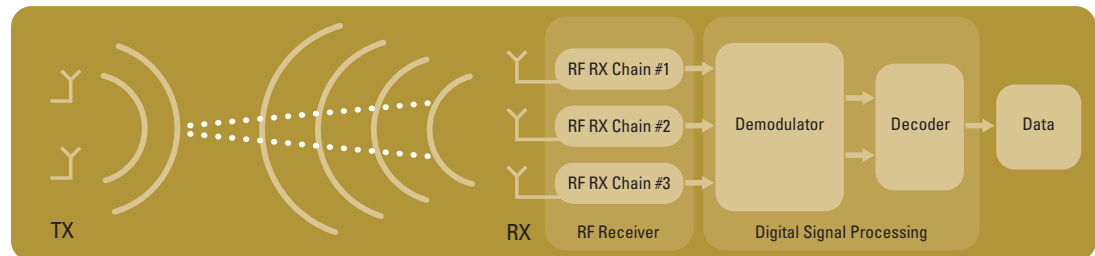 RF RX Chain #1
RF RX Chain #2
RF RX Chain #3
Demodulator
Decoder
Data
TX
RX
RF Receiver
Digital Signal Processing